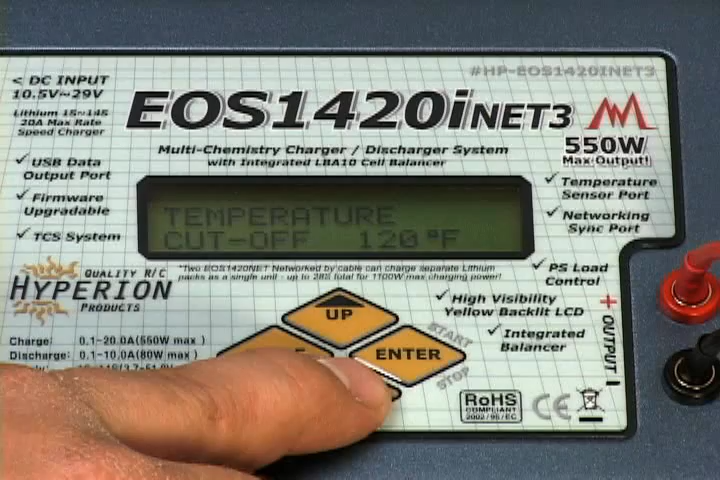 #HP-EOS1420INET3
< DC INPUT
10.5V~29V
Lithium 1S~14S
20A Max Rate
Speed Charger
EOS1420iNET3
550W
Max Output!
Multi-Chemistry Charger / Discharger System
with Integrated LBA10 Cell Balancer
✓ USB Data
Output Port
✓ Firmware
Upgradable
✓ TCS System
TEMPERATURE
CUT-OFF 120°F
✓ Temperature
Sensor Port
✓ Networking
Sync Port
✓ PS Load
Control
*Two EOS1420NET Networked by cable can charge separate Lithium
packs as a single unit - up to 28S total for 1100W max charging power!
QUALITY R/C
HYPERION
PRODUCTS
✓ High Visibility
Yellow Backlit LCD
✓ Integrated
Balancer
UP
ENTER
START
STOP
+ OUTPUT -
Charge: 0.1~20.0A(550W max)
Discharge: 0.1~10.0A(80W max)
RoHS
COMPLIANT
2002/95/EC
CE